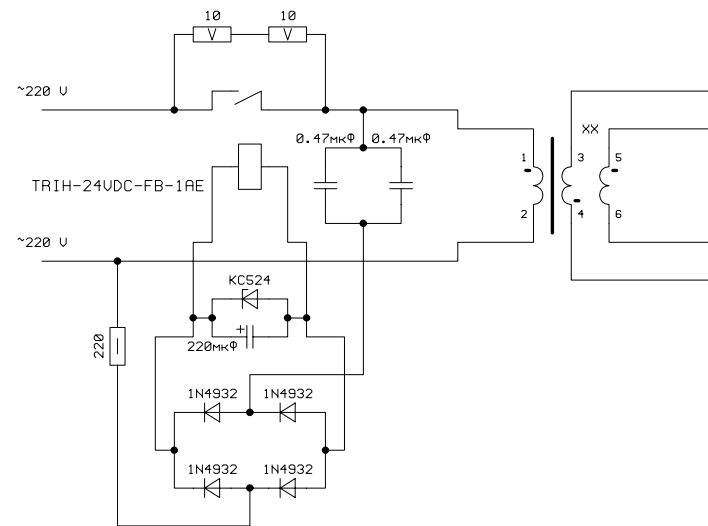 10 10
V V
~220 V
0.47мкФ 0.47мкФ
XX
1 3 5
TRIH-24VDC-FB-1AE
2 4 6
~220 V
KC524
220
+
220мкФ
1N4932 1N4932
1N4932 1N4932